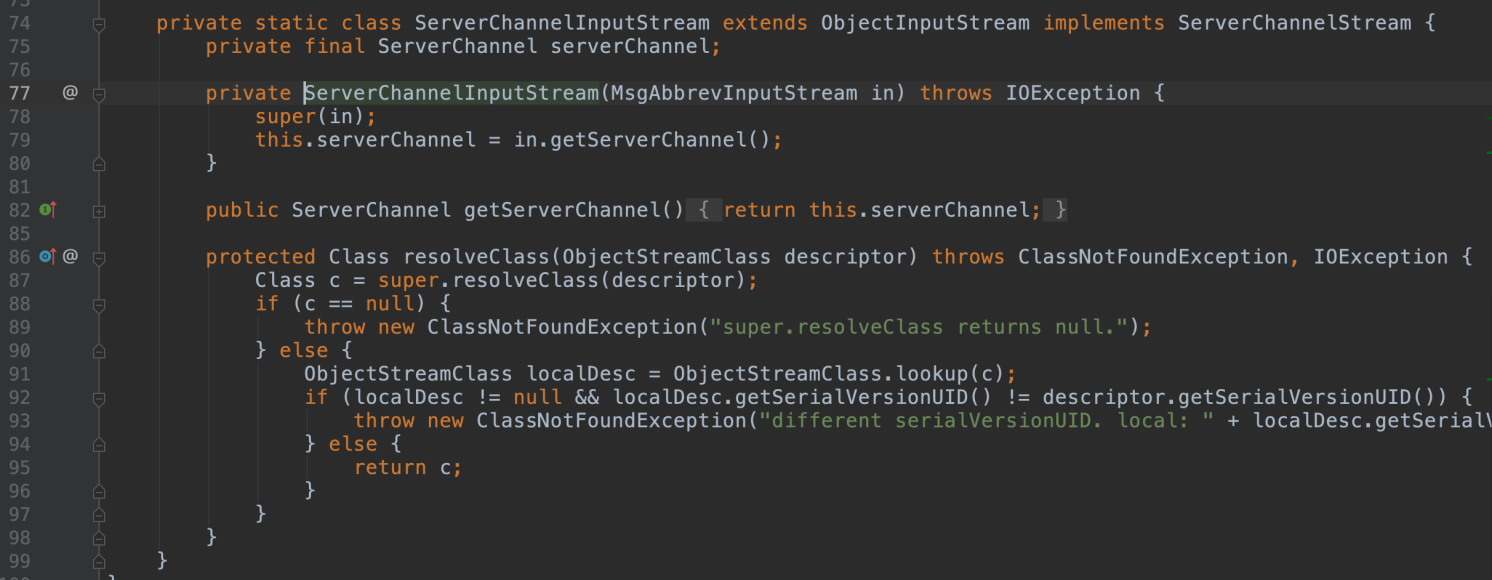 74 private static class ServerChannelInputStream extends ObjectInputStream implements ServerChannelStream {
75 private final ServerChannel serverChannel;
76
77 @ private ServerChannelInputStream(MsgAbbrevInputStream in) throws IOException {
78 super(in);
79 this.serverChannel = in.getServerChannel();
80 }
81
82 public ServerChannel getServerChannel() { return this.serverChannel; }
85
86 @ protected Class resolveClass(ObjectStreamClass descriptor) throws ClassNotFoundException, IOException {
87 Class c = super.resolveClass(descriptor);
88 if (c == null) {
89 throw new ClassNotFoundException("super.resolveClass returns null.");
90 } else {
91 ObjectStreamClass localDesc = ObjectStreamClass.lookup(c);
92 if (localDesc != null && localDesc.getSerialVersionUID() != descriptor.getSerialVersionUID()) {
93 throw new ClassNotFoundException("different serialVersionUID. local: " + localDesc.getSerialV
94 } else {
95 return c;
96 }
97 }
98 }
99 }